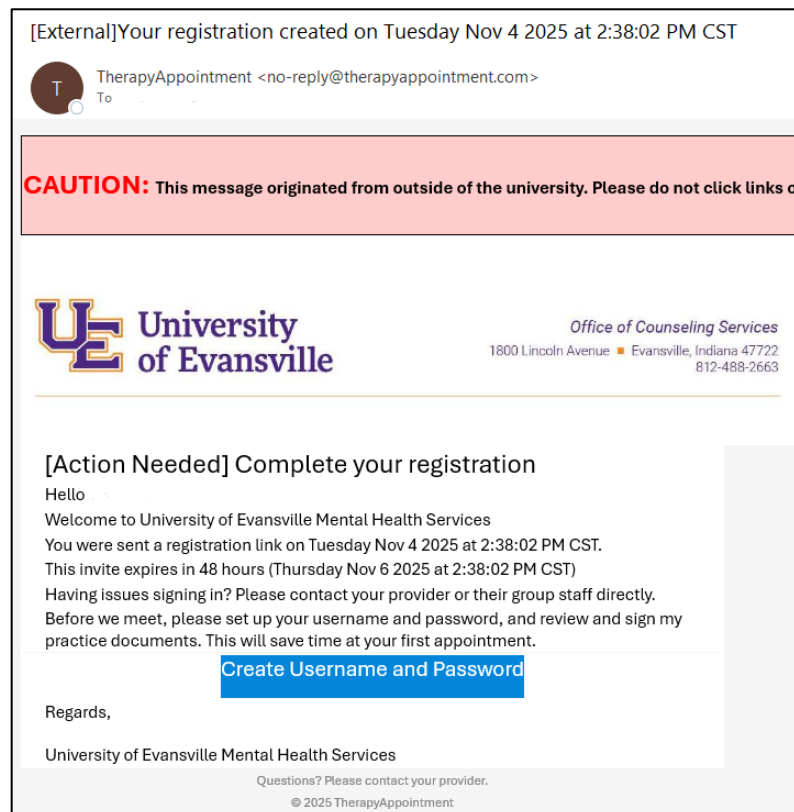 [External]Your registration created on Tuesday Nov 4 2025 at 2:38:02 PM CST
T
TherapyAppointment <no-reply@therapyappointment.com>
To
CAUTION: This message originated from outside of the university. Please do not click links
UE University
of Evansville
Office of Counseling Services
1800 Lincoln Avenue ■ Evansville, Indiana 47722
812-488-2663
[Action Needed] Complete your registration
Hello
Welcome to University of Evansville Mental Health Services
You were sent a registration link on Tuesday Nov 4 2025 at 2:38:02 PM CST.
This invite expires in 48 hours (Thursday Nov 6 2025 at 2:38:02 PM CST)
Having issues signing in? Please contact your provider or their group staff directly.
Before we meet, please set up your username and password, and review and sign my
practice documents. This will save time at your first appointment.
Create Username and Password
Regards,
University of Evansville Mental Health Services
Questions? Please contact your provider.
© 2025 TherapyAppointment